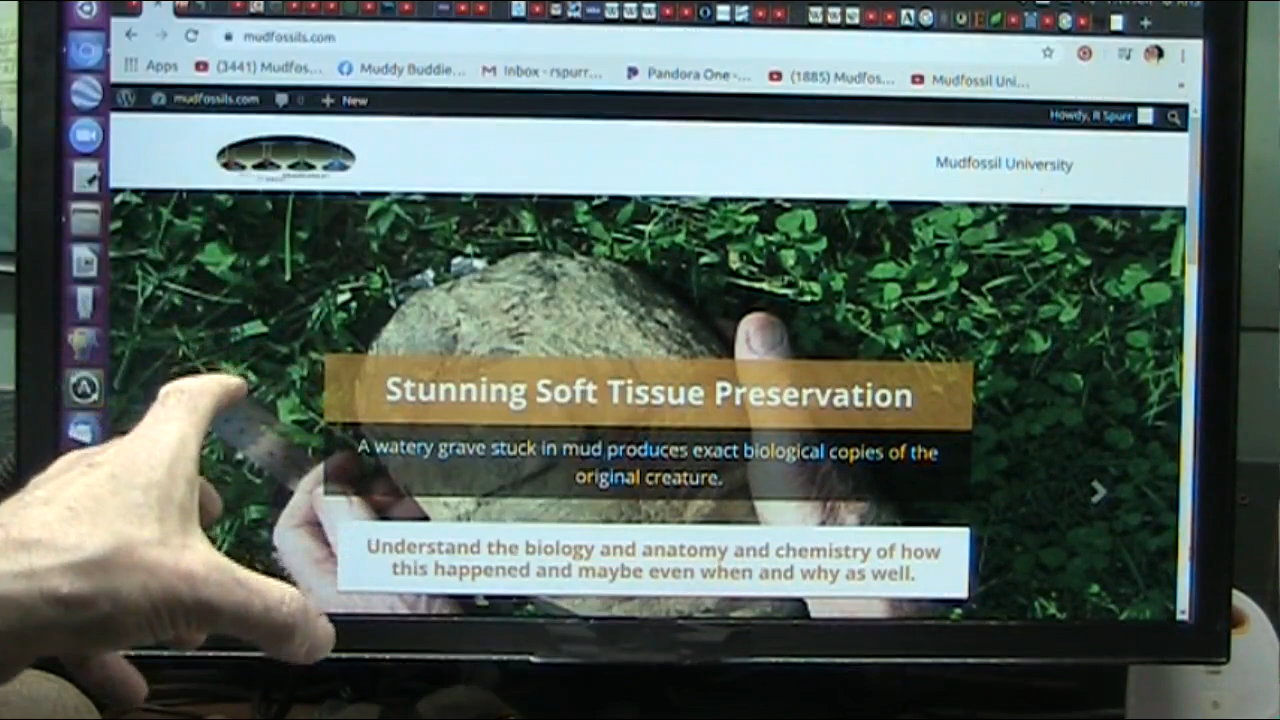 mudfossils.com
Apps (3441) Mudfos... Muddy Buddie... Inbox - rspurr... Pandora One -... (1885) Mudfos... Mudfossil Uni...
mudfossils.com 0 + New Howdy, R Spurr
Mudfossil University
Stunning Soft Tissue Preservation
A watery grave stuck in mud produces exact biological copies of the
original creature.
Understand the biology and anatomy and chemistry of how
this happened and maybe even when and why as well.